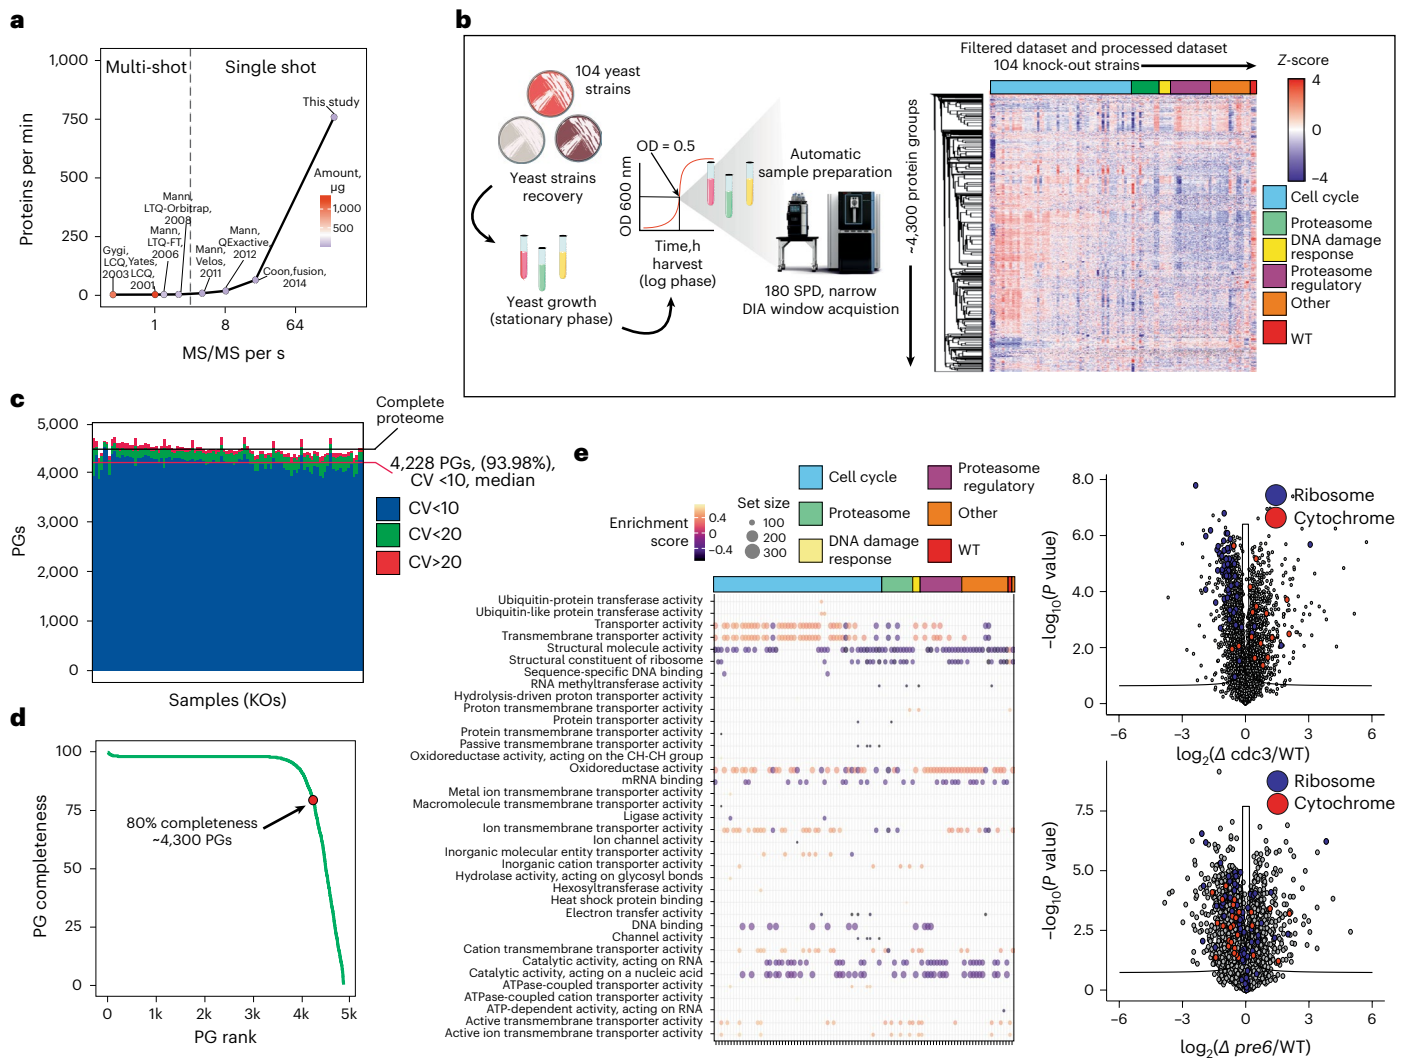 a
1,000
750
500
250
0
Proteins per min
Multi-shot
Single shot
This study
Amount,
µg
1,000
500
Mann,
LTQ-Orbitrap,
2008
Mann,
LTQ-FT,
2006
Gygi,
LCQ,
2003
Yates,
LCQ,
2001
Mann,
Velos,
2011
Mann,
QExactive,
2012
Coon,fusion,
2014
1
8
64
MS/MS per s
b
104 yeast
strains
Yeast strains
recovery
Yeast growth
(stationary phase)
OD = 0.5
OD 600 nm
Time,h
harvest
(log phase)
Automatic
sample preparation
180 SPD, narrow
DIA window acquistion
Filtered dataset and processed dataset
104 knock-out strains
~4,300 protein groups
Z-score
4
0
−4
Cell cycle
Proteasome
DNA damage
response
Proteasome
regulatory
Other
WT
c
5,000
4,000
3,000
2,000
1,000
0
PGs
Samples (KOs)
Complete
proteome
4,228 PGs, (93.98%),
CV <10, median
CV<10
CV<20
CV>20
d
100
75
50
25
0
PG completeness
80% completeness
~4,300 PGs
0
1k
2k
3k
4k
5k
PG rank
e
Enrichment
score
0.4
0
−0.4
Set size
100
200
300
Cell cycle
Proteasome
DNA damage
response
Proteasome
regulatory
Other
WT
Ubiquitin-protein transferase activity
Ubiquitin-like protein transferase activity
Transporter activity
Transmembrane transporter activity
Structural molecule activity
Structural constituent of ribosome
Sequence-specific DNA binding
RNA methyltransferase activity
Hydrolysis-driven proton transporter activity
Proton transmembrane transporter activity
Protein transporter activity
Protein transmembrane transporter activity
Passive transmembrane transporter activity
Oxidoreductase activity, acting on the CH-CH group
Oxidoreductase activity
mRNA binding
Metal ion transmembrane transporter activity
Macromolecule transmembrane transporter activity
Ligase activity
Ion transmembrane transporter activity
Ion channel activity
Inorganic molecular entity transporter activity
Inorganic cation transporter activity
Hydrolase activity, acting on glycosyl bonds
Hexosyltransferase activity
Heat shock protein binding
Electron transfer activity
DNA binding
Channel activity
Cation transmembrane transporter activity
Catalytic activity, acting on RNA
Catalytic activity, acting on a nucleic acid
ATPase-coupled transporter activity
ATPase-coupled cation transporter activity
ATP-dependent activity, acting on RNA
Active transmembrane transporter activity
Active ion transmembrane transporter activity
8.0
6.0
4.0
2.0
0
−log10(P value)
Ribosome
Cytochrome
−6
−3
0
3
6
log2(Δ cdc3/WT)
7.5
5.0
2.5
0
−log10(P value)
Ribosome
Cytochrome
−6
−3
0
3
6
log2(Δ pre6/WT)